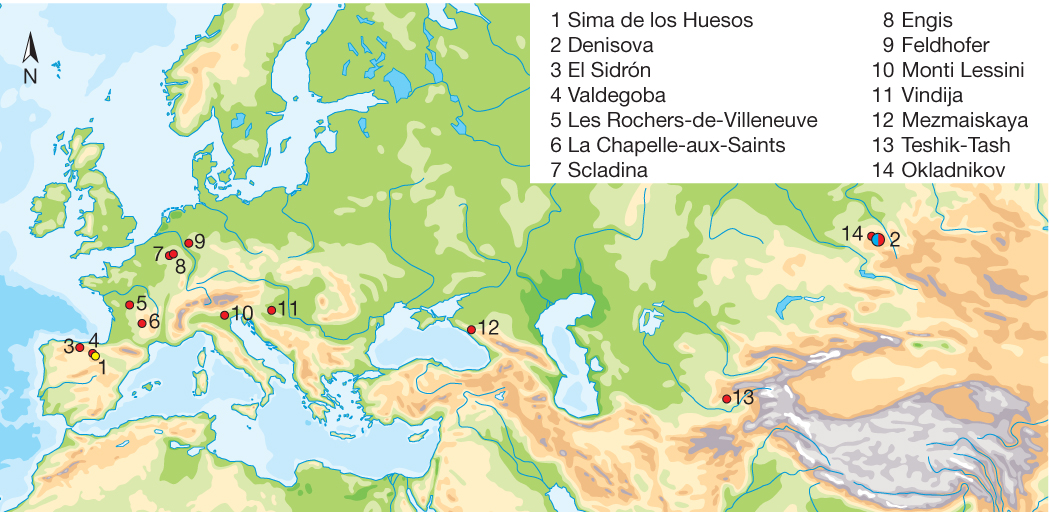 1 Sima de los Huesos
2 Denisova
3 El Sidrón
4 Valdegoba
5 Les Rochers-de-Villeneuve
6 La Chapelle-aux-Saints
7 Scladina
8 Engis
9 Feldhofer
10 Monti Lessini
11 Vindija
12 Mezmaiskaya
13 Teshik-Tash
14 Okladnikov
N
14 2
9
7
8
5
10
11
6
12
4
3
1
13